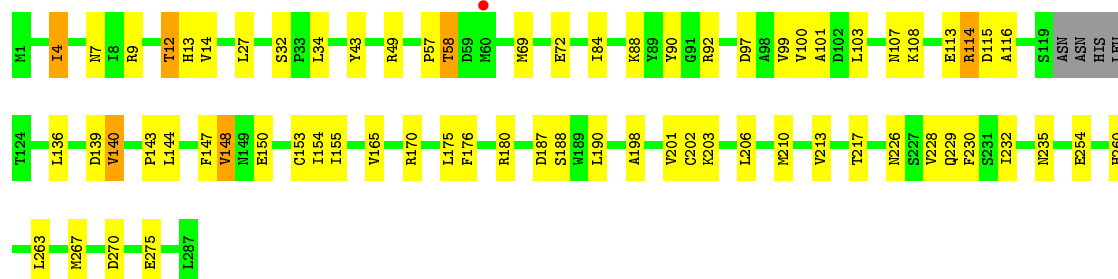 M1 I4 N7 I8 R9 T12 H13 V14 L27 S32 P33 L34 Y43 R49 P57 T58 D59 M60 M69 E72 I84 K88 Y89 Y90 G91 R92 D97 A98 V99 V100 A101 D102 L103 N107 K108 E113 R114 D115 A116 S119 ASN ASN HIS LEU
T124 L136 D139 V140 P143 L144 F147 V148 N149 E150 C153 I154 I155 V165 R170 L175 F176 R180 D187 S188 W189 L190 A198 V201 C202 K203 L206 M210 V213 T217 N226 S227 V228 Q229 F230 S231 I232 N235 E254 H260
L263 M267 D270 E275 L287